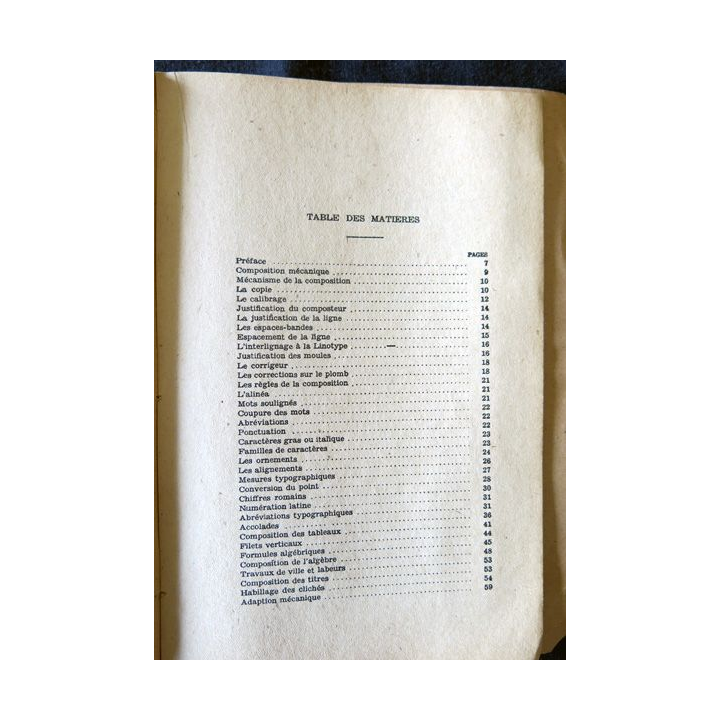 TABLE DES MATIERES
PAGES
Préface 7
Composition mécanique 9
Mécanisme de la composition 10
La copie 10
Le calibrage 12
Justification du composteur 14
La justification de la ligne 14
Les espaces-bandes 14
Espacement de la ligne 15
L'interlignage à la Linotype 16
Justification des moules 16
Le corrigeur 18
Les corrections sur le plomb 18
Les règles de la composition 21
L'alinéa 21
Mots soulignés 21
Coupure des mots 22
Abréviations 22
Ponctuation 22
Caractères gras ou italique 23
Familles de caractères 23
Les ornements 24
Les alignements 26
Mesures typographiques 27
Conversion du point 28
Chiffres romains 30
Numération latine 31
Abréviations typographiques 31
Accolades 36
Composition des tableaux 41
Filets verticaux 44
Formules algébriques 45
Composition de l'algèbre 48
Travaux de ville et labeurs 53
Composition des titres 53
Habillage des clichés 54
Adaption mécanique 59